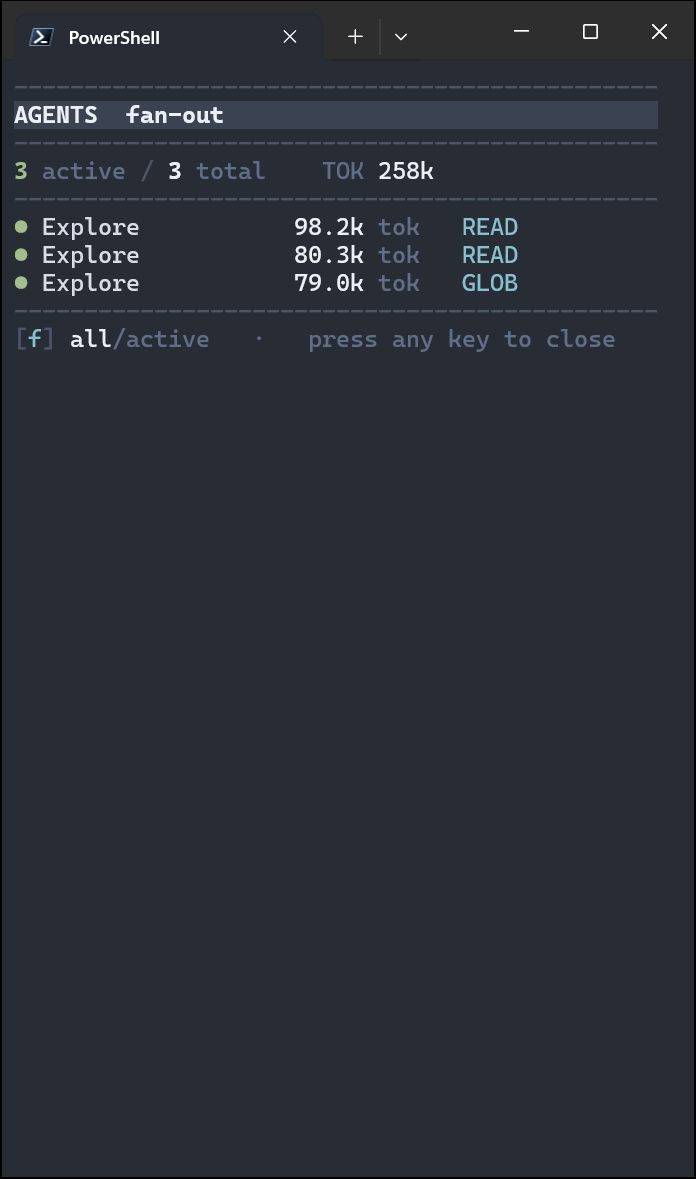 PowerShell
AGENTS  fan-out
3 active / 3 total    TOK 258k
● Explore           98.2k tok   READ
● Explore           80.3k tok   READ
● Explore           79.0k tok   GLOB
[f] all/active   ·   press any key to close